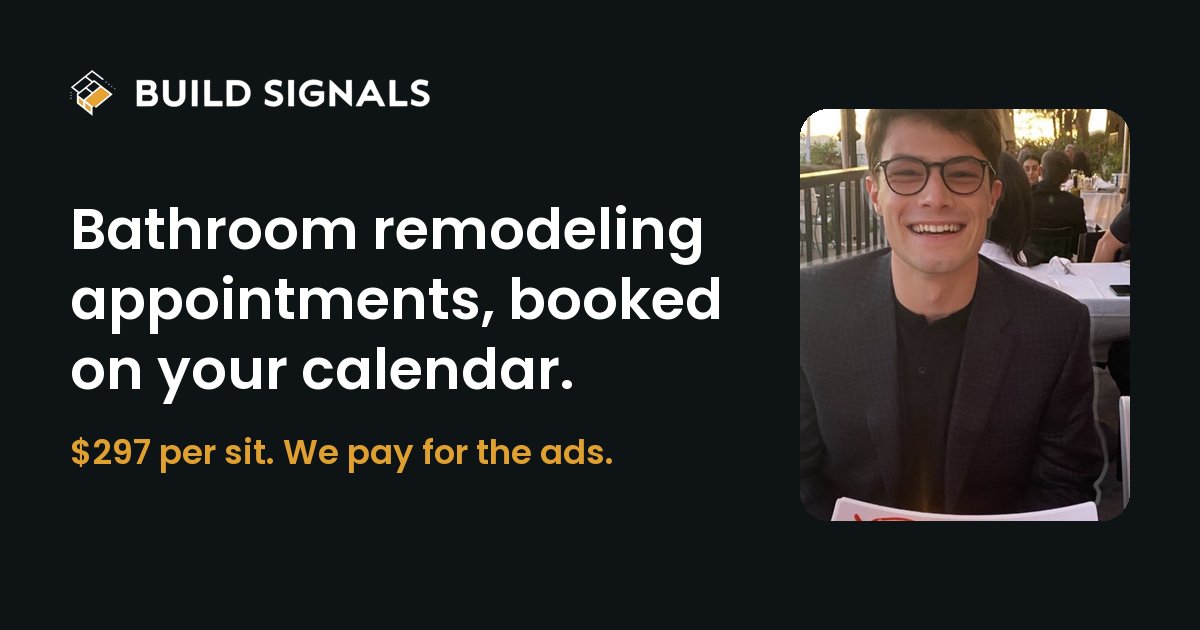 BUILD SIGNALS
Bathroom remodeling
appointments, booked
on your calendar.
$297 per sit. We pay for the ads.